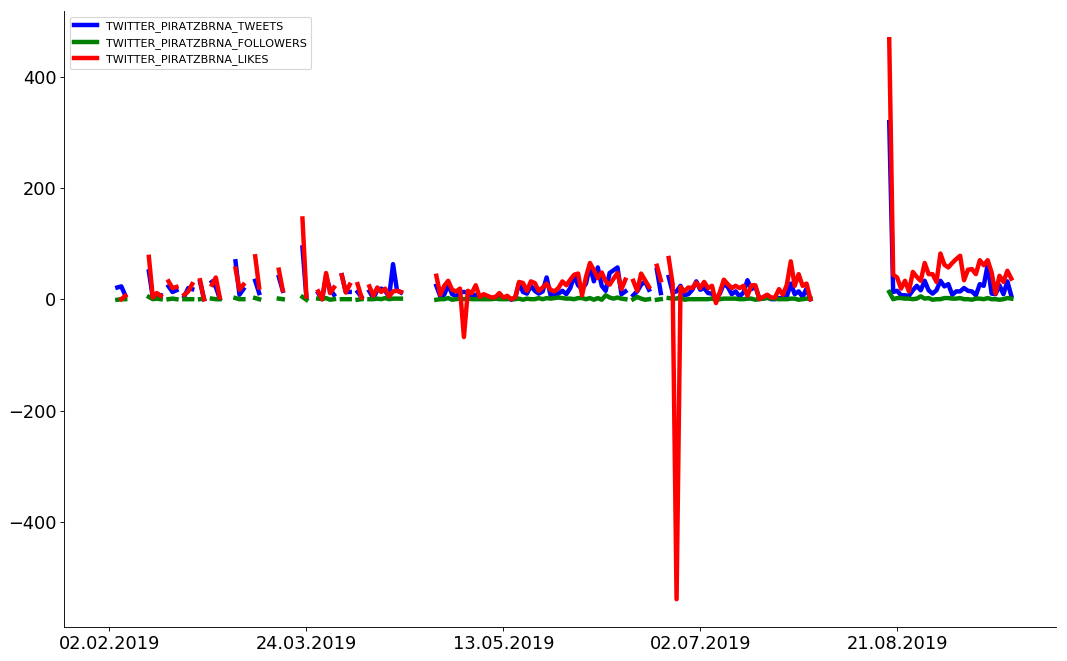 TWITTER_PIRATZBRNA_TWEETS
TWITTER_PIRATZBRNA_FOLLOWERS
TWITTER_PIRATZBRNA_LIKES
400
200
0
−200
−400
02.02.2019 24.03.2019 13.05.2019 02.07.2019 21.08.2019